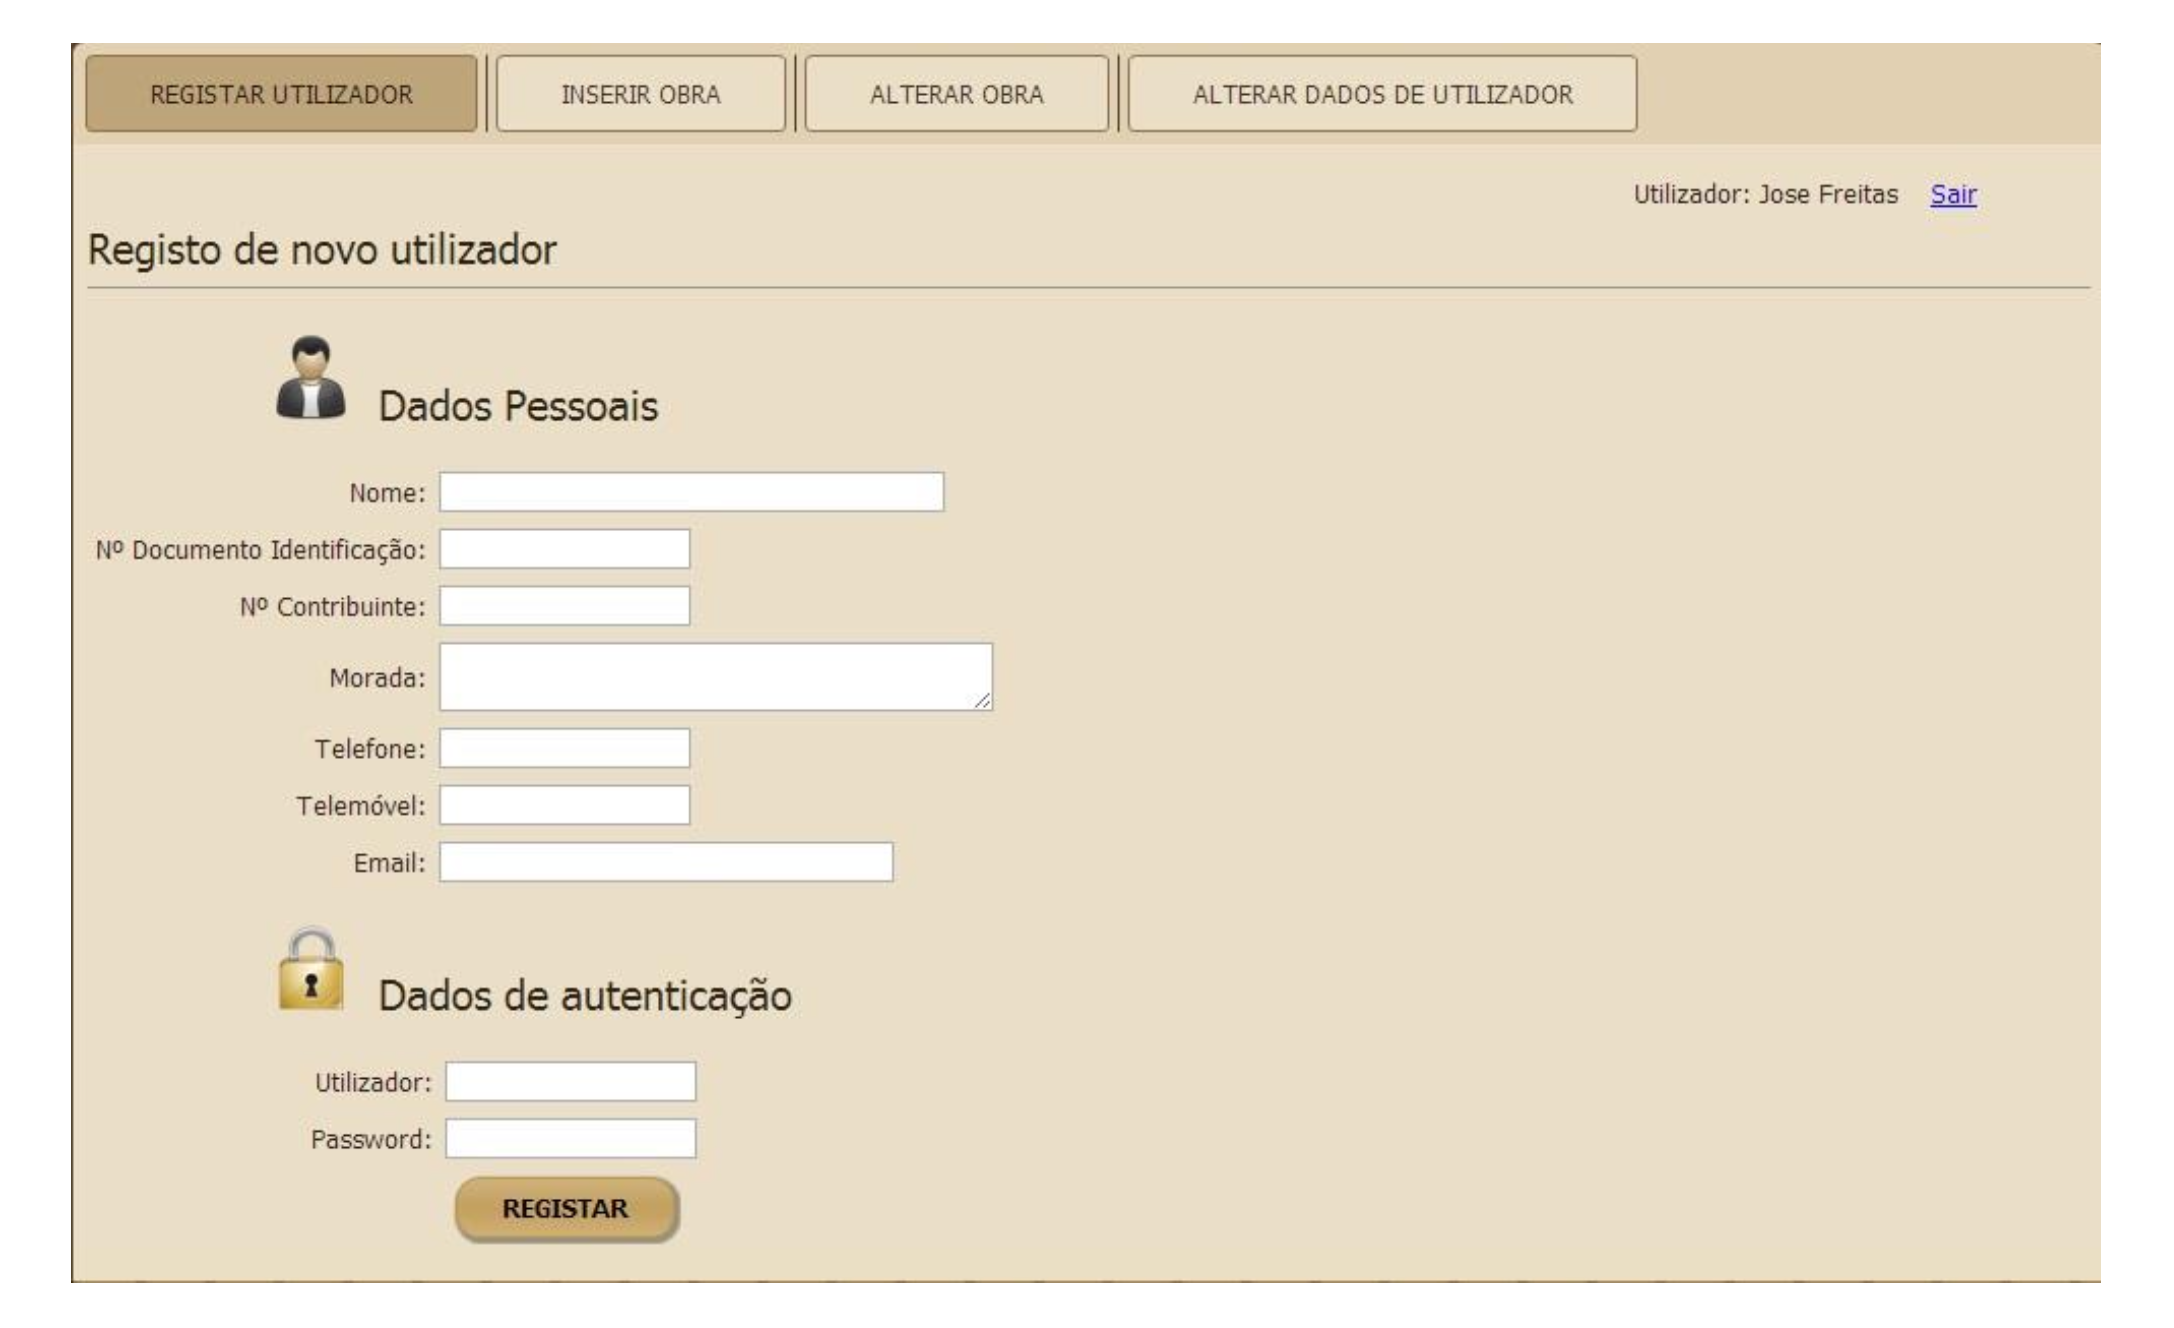 REGISTAR UTILIZADOR INSERIR OBRA ALTERAR OBRA ALTERAR DADOS DE UTILIZADOR
Utilizador: Jose Freitas Sair
Registo de novo utilizador
Dados Pessoais
Nome:
Nº Documento Identificação:
Nº Contribuinte:
Morada:
Telefone:
Telemóvel:
Email:
Dados de autenticação
Utilizador:
Password:
REGISTAR